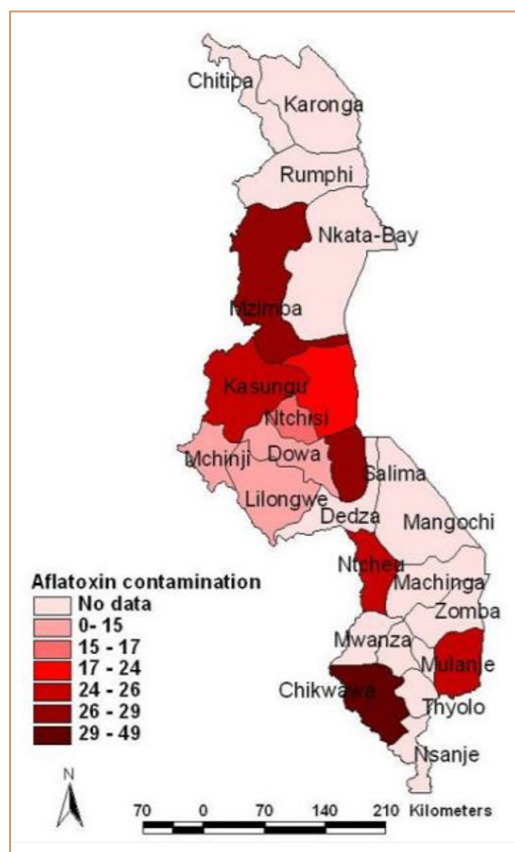 Chitipa
Karonga
Rumphi
Nkata-Bay
Mzimba
Kasungu
Ntchisi
Mchinji
Dowa
Salima
Lilongwe
Dedza
Mangochi
Ntcheu
Machinga
Zomba
Mwanza
Mulanje
Chikwawa
Thyolo
Nsanje
Aflatoxin contamination
No data
0- 15
15 - 17
17 - 24
24 - 26
26 - 29
29 - 49
N
70 0 70 140 210 Kilometers